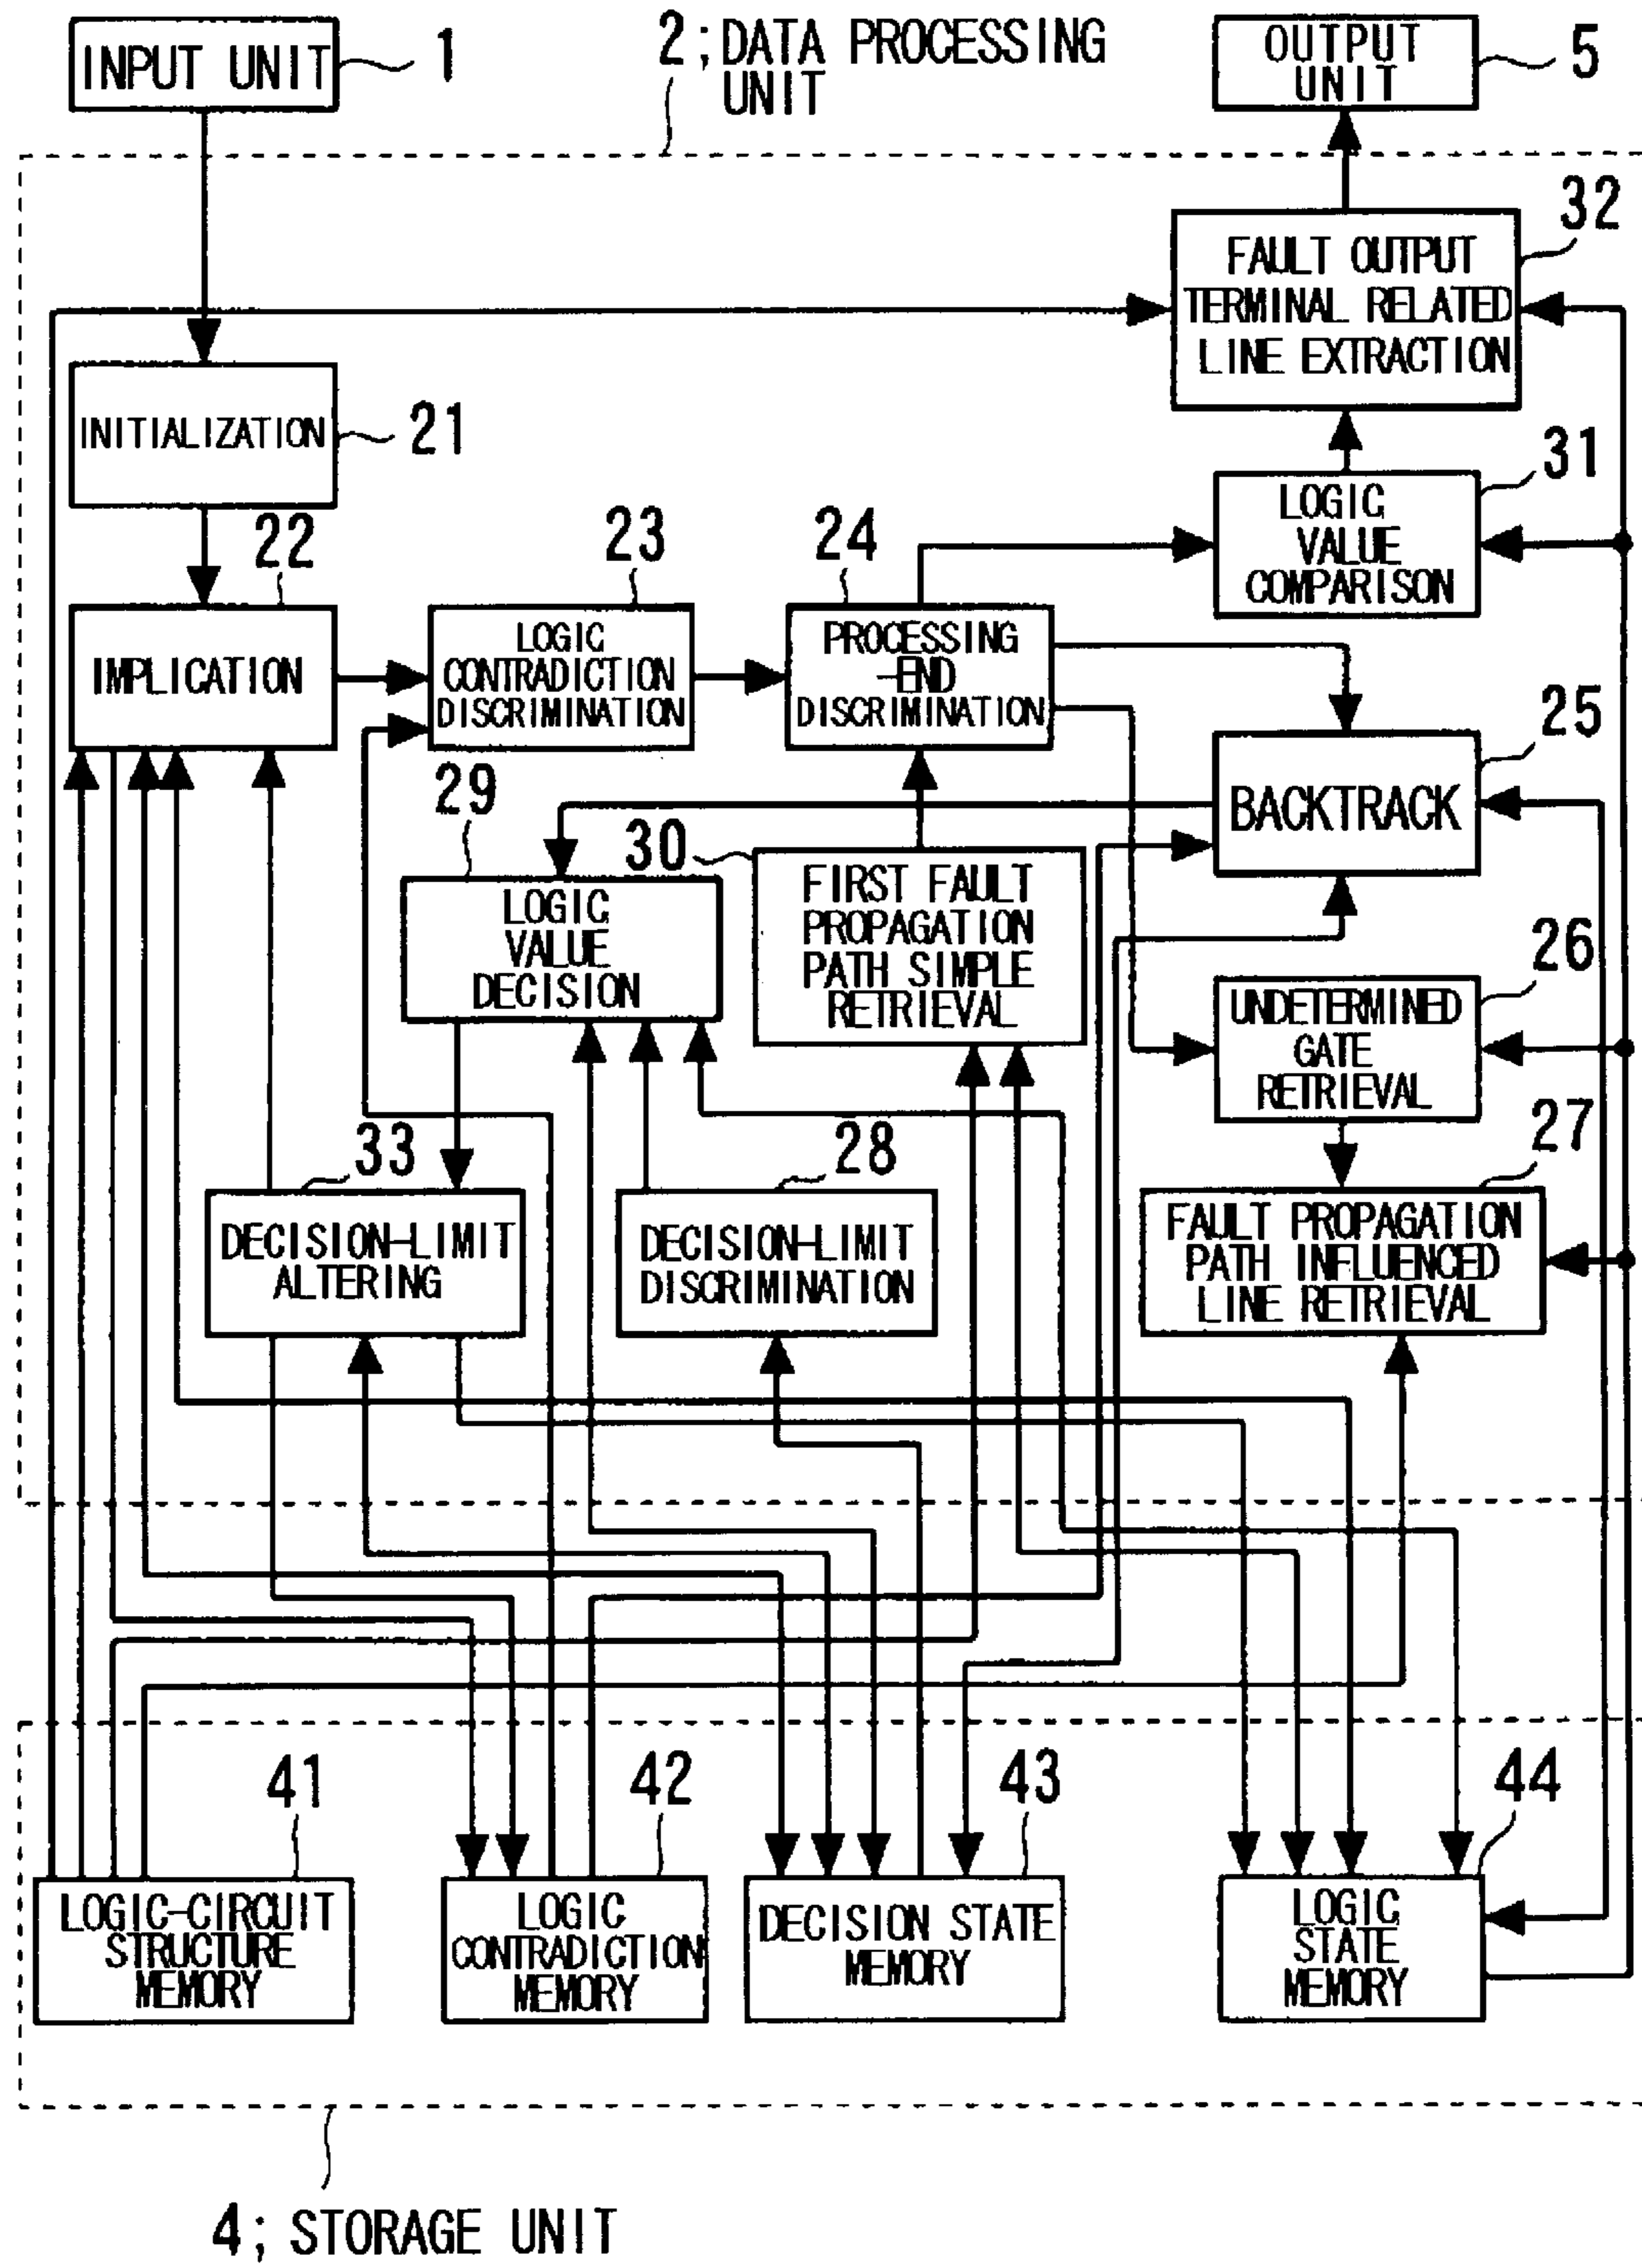 INPUT UNIT
1
2; DATA PROCESSING
UNIT
OUTPUT
UNIT
5
FAULT OUTPUT
TERMINAL RELATED
LINE EXTRACTION
32
INITIALIZATION
21
LOGIC
VALUE
COMPARISON
31
IMPLICATION
22
LOGIC
CONTRADICTION
DISCRIMINATION
23
PROCESSING
-END
DISCRIMINATION
24
BACKTRACK
25
LOGIC
VALUE
DECISION
29
FIRST FAULT
PROPAGATION
PATH SIMPLE
RETRIEVAL
30
UNDETERMINED
GATE
RETRIEVAL
26
DECISION-LIMIT
ALTERING
33
DECISION-LIMIT
DISCRIMINATION
28
FAULT PROPAGATION
PATH INFLUENCED
LINE RETRIEVAL
27
LOGIC-CIRCUIT
STRUCTURE
MEMORY
41
LOGIC
CONTRADICTION
MEMORY
42
DECISION STATE
MEMORY
43
LOGIC
STATE
MEMORY
44
4; STORAGE UNIT